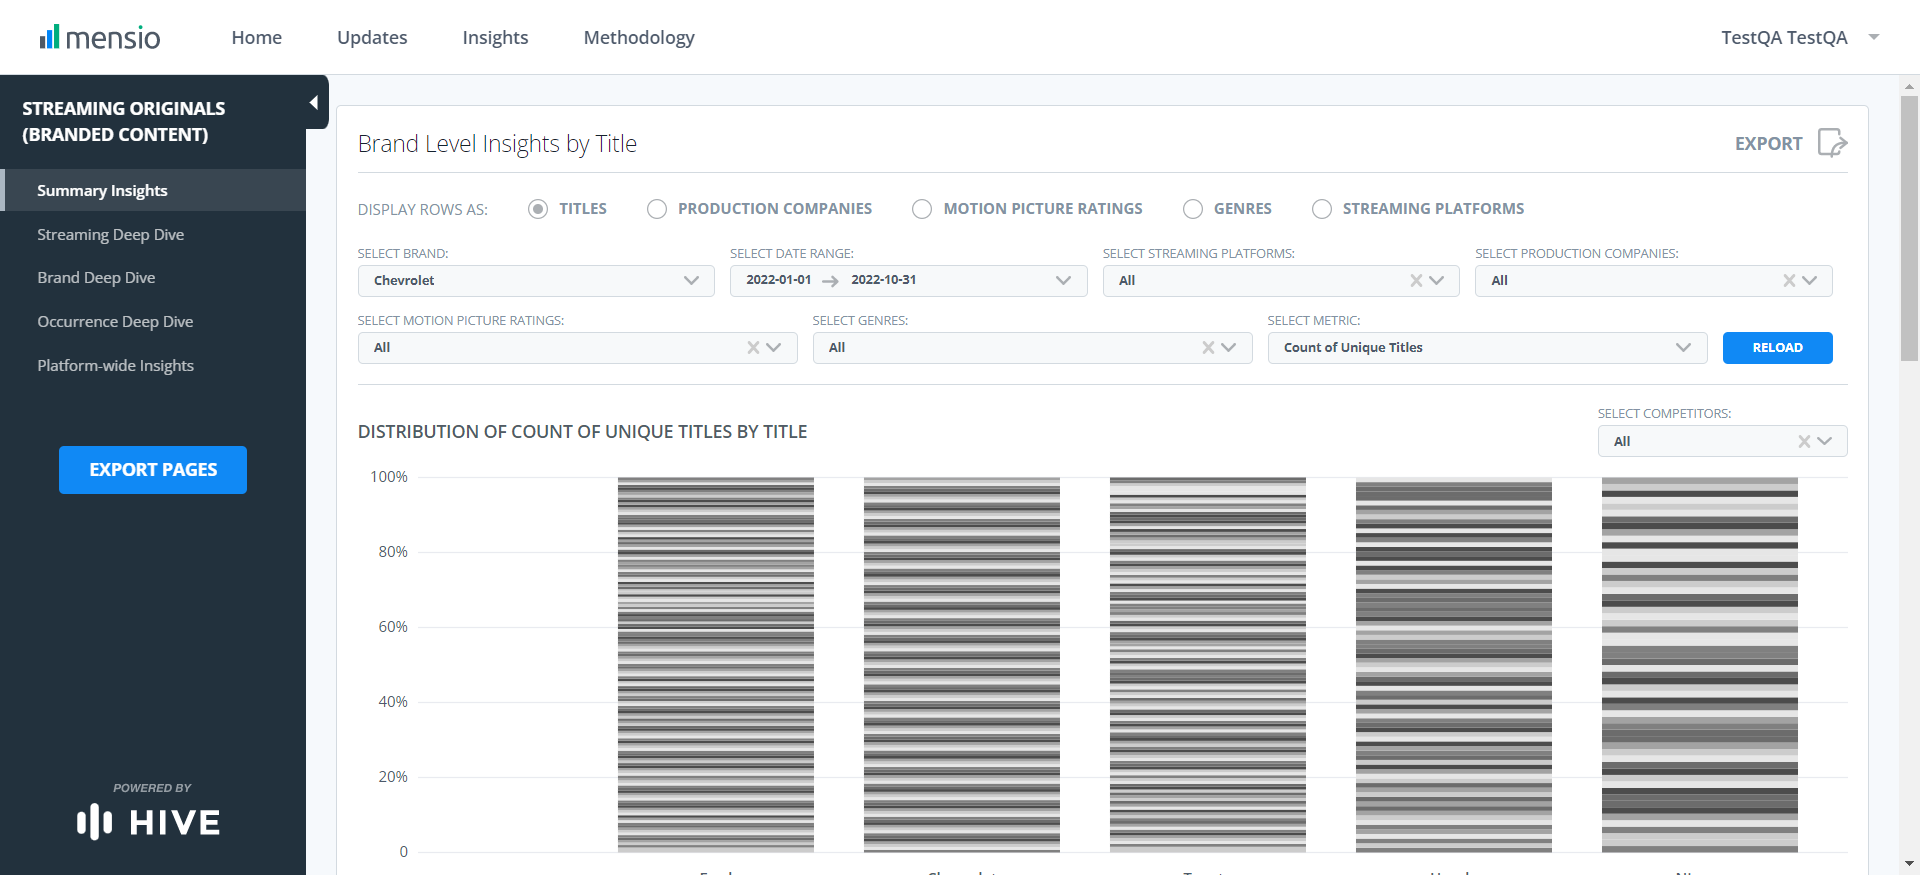 mensio
Home
Updates
Insights
Methodology
TestQA TestQA
STREAMING ORIGINALS
(BRANDED CONTENT)
Summary Insights
Streaming Deep Dive
Brand Deep Dive
Occurrence Deep Dive
Platform-wide Insights
EXPORT PAGES
POWERED BY
HIVE
Brand Level Insights by Title
EXPORT
DISPLAY ROWS AS:
TITLES
PRODUCTION COMPANIES
MOTION PICTURE RATINGS
GENRES
STREAMING PLATFORMS
SELECT BRAND:
Chevrolet
SELECT DATE RANGE:
2022-01-01 → 2022-10-31
SELECT STREAMING PLATFORMS:
All
SELECT PRODUCTION COMPANIES:
All
SELECT MOTION PICTURE RATINGS:
All
SELECT GENRES:
All
SELECT METRIC:
Count of Unique Titles
RELOAD
DISTRIBUTION OF COUNT OF UNIQUE TITLES BY TITLE
SELECT COMPETITORS:
All
100%
80%
60%
40%
20%
0